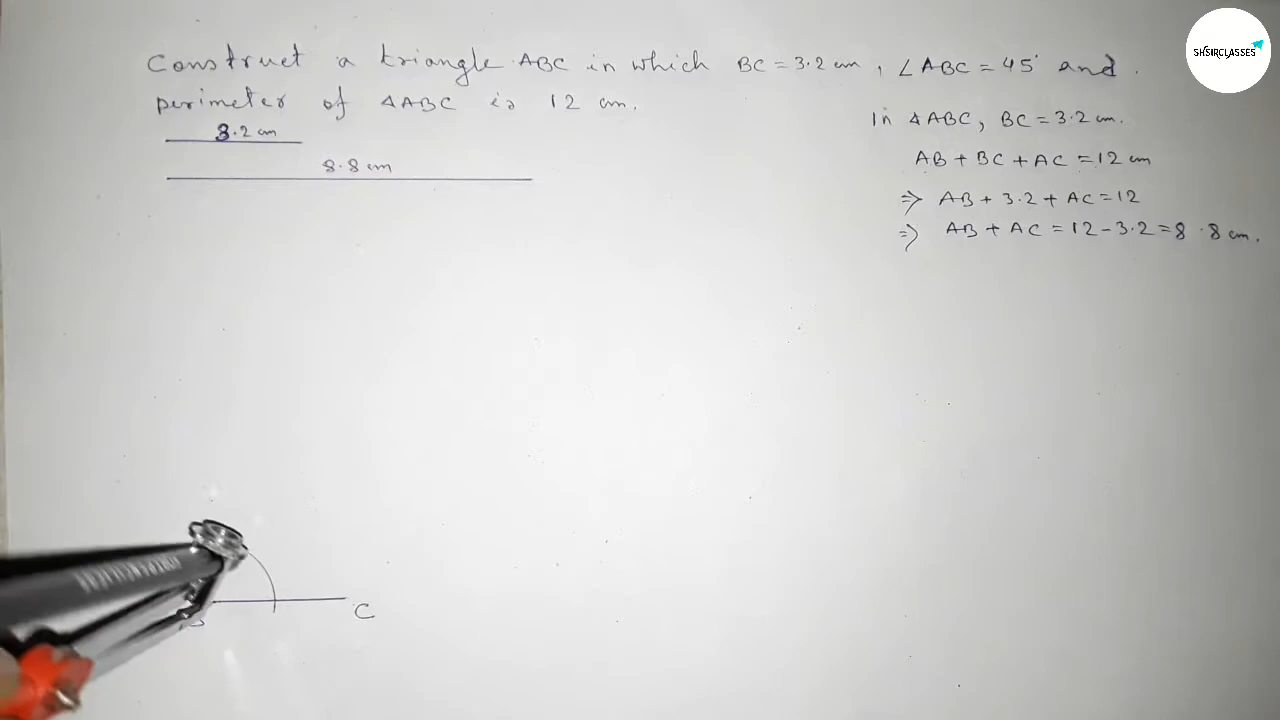 Construct a triangle ABC in which BC = 3.2 cm, ∠ABC = 45° and
perimeter of △ABC is 12 cm.
3.2 cm
8.8 cm
In △ABC, BC = 3.2 cm.
AB + BC + AC = 12 cm
⇒ AB + 3.2 + AC = 12
⇒ AB + AC = 12 - 3.2 = 8.8 cm.
C
SHSIRCLASSES